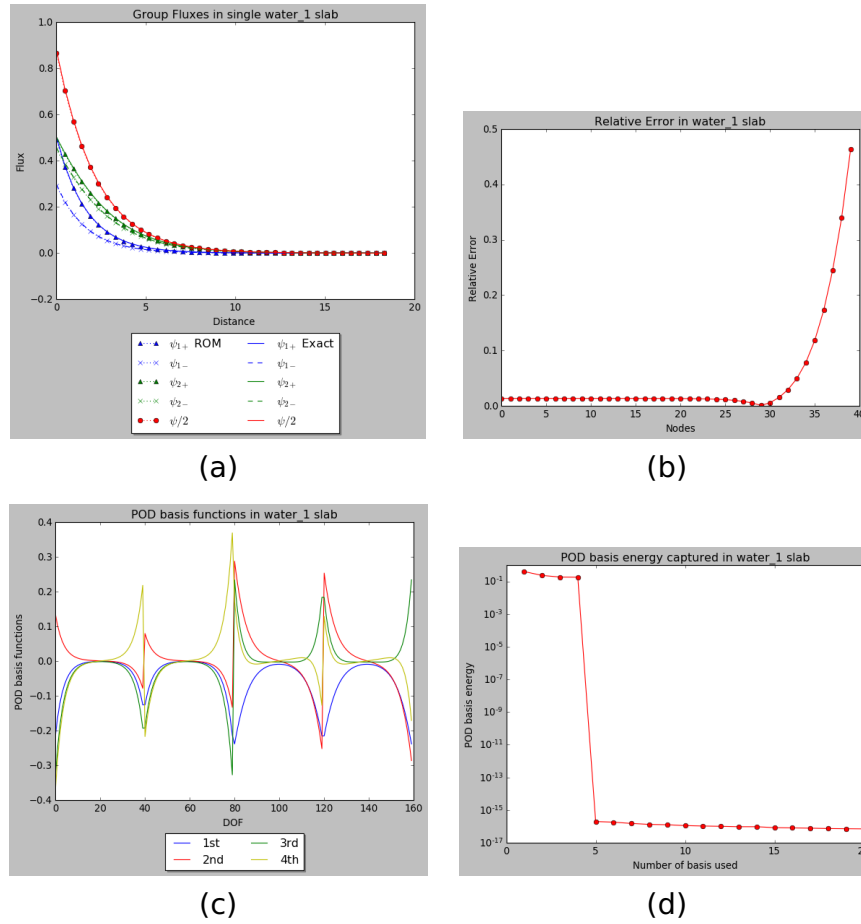 Group Fluxes in single water_1 slab
1.0
0.8
0.6
0.4
0.2
0.0
−0.2
Flux
0 5 10 15 20
Distance
ψ1+ ROM ψ1+ Exact
ψ1− ψ1−
ψ2+ ψ2+
ψ2− ψ2−
ψ/2 ψ/2
(a)
Relative Error in water_1 slab
0.5
0.4
0.3
0.2
0.1
0.0
Relative Error
0 5 10 15 20 25 30 35 40
Nodes
(b)
POD basis functions in water_1 slab
0.4
0.3
0.2
0.1
0.0
−0.1
−0.2
−0.3
−0.4
POD basis functions
0 20 40 60 80 100 120 140 160
DOF
1st 3rd
2nd 4th
(c)
POD basis energy captured in water_1 slab
10^-1
10^-3
10^-5
10^-7
10^-9
10^-11
10^-13
10^-15
10^-17
POD basis energy
0 5 10 15
Number of basis used
(d)